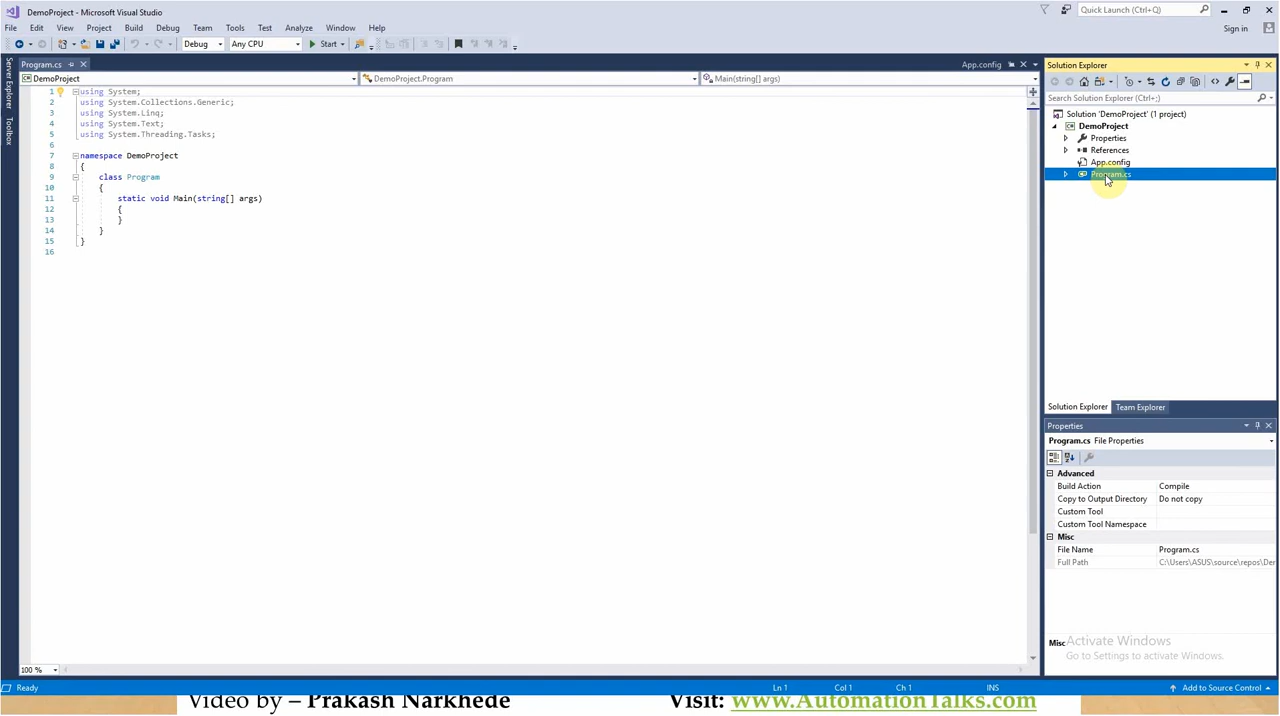 DemoProject - Microsoft Visual Studio
Quick Launch (Ctrl+Q)
File Edit View Project Build Debug Team Tools Test Analyze Window Help
Sign in
Debug Any CPU Start
Server Explorer
Toolbox
Program.cs
App.config
DemoProject DemoProject.Program Main(string[] args)
1 using System;
2 using System.Collections.Generic;
3 using System.Linq;
4 using System.Text;
5 using System.Threading.Tasks;
6
7 namespace DemoProject
8 {
9 class Program
10 {
11 static void Main(string[] args)
12 {
13 }
14 }
15 }
16
100 %
Solution Explorer
Search Solution Explorer (Ctrl+;)
Solution 'DemoProject' (1 project)
DemoProject
Properties
References
App.config
Program.cs
Solution Explorer Team Explorer
Properties
Program.cs File Properties
Advanced
Build Action Compile
Copy to Output Directory Do not copy
Custom Tool
Custom Tool Namespace
Misc
File Name Program.cs
Full Path C:\Users\ASUS\source\repos\Der
Misc
Activate Windows
Go to Settings to activate Windows.
Ready Ln 1 Col 1 Ch 1 INS Add to Source Control
Video by – Prakash Narkhede Visit: www.AutomationTalks.com